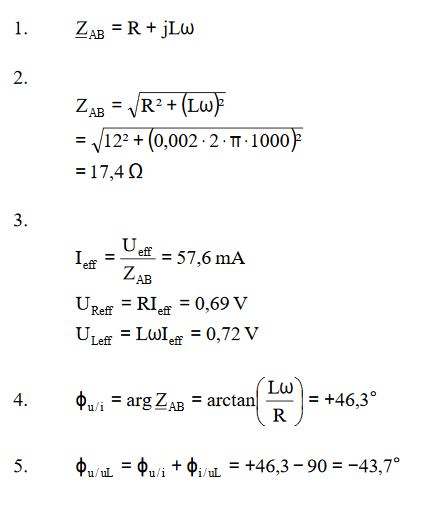 1. Z_AB = R + jLω
2.
Z_AB = √(R² + (Lω)²)
= √(12² + (0,002 · 2 · π · 1000)²)
= 17,4 Ω
3.
I_eff = U_eff / Z_AB = 57,6 mA
U_Reff = RI_eff = 0,69 V
U_Leff = LωI_eff = 0,72 V
4. ϕ_u/i = arg Z_AB = arctan(Lω / R) = +46,3°
5. ϕ_u/uL = ϕ_u/i + ϕ_i/uL = +46,3 − 90 = −43,7°